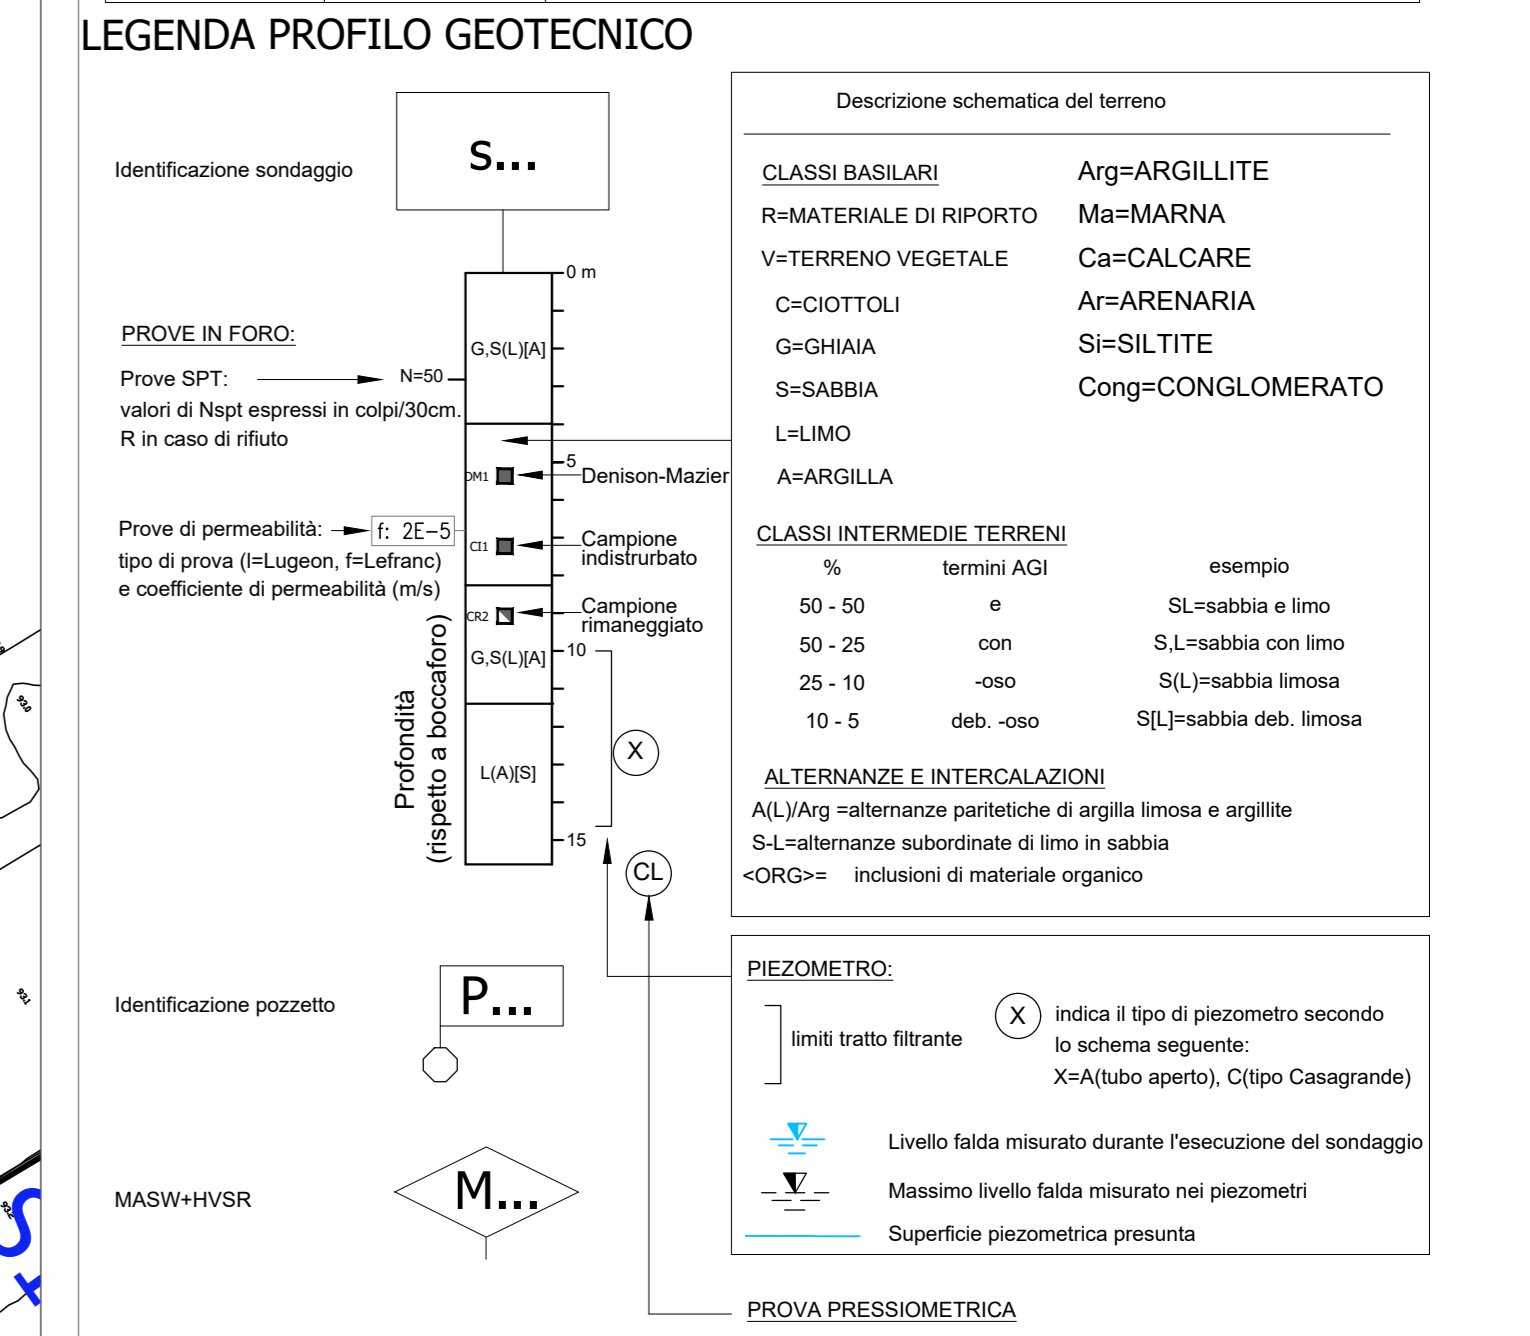 LEGENDA PROFILO GEOTECNICO
Identificazione sondaggio
s...
0 m
G,S(L)[A]
PROVE IN FORO:
Prove SPT:
N=50
valori di Nspt espressi in colpi/30cm.
R in caso di rifiuto
5
DM1
Denison-Mazier
Prove di permeabilità:
f: 2E-5
tipo di prova (l=Lugeon, f=Lefranc)
e coefficiente di permeabilità (m/s)
CI1
Campione
indistrurbato
CR2
Campione
rimaneggiato
G,S(L)[A]
10
Profondità
(rispetto a boccaforo)
X
L(A)[S]
15
CL
Identificazione pozzetto
P...
MASW+HVSR
M...
Descrizione schematica del terreno
CLASSI BASILARI
R=MATERIALE DI RIPORTO
V=TERRENO VEGETALE
C=CIOTTOLI
G=GHIAIA
S=SABBIA
L=LIMO
A=ARGILLA
Arg=ARGILLITE
Ma=MARNA
Ca=CALCARE
Ar=ARENARIA
Si=SILTITE
Cong=CONGLOMERATO
CLASSI INTERMEDIE TERRENI
% termini AGI esempio
50 - 50 e SL=sabbia e limo
50 - 25 con S,L=sabbia con limo
25 - 10 -oso S(L)=sabbia limosa
10 - 5 deb. -oso S[L]=sabbia deb. limosa
ALTERNANZE E INTERCALAZIONI
A(L)/Arg =alternanze paritetiche di argilla limosa e argillite
S-L=alternanze subordinate di limo in sabbia
<ORG>= inclusioni di materiale organico
PIEZOMETRO:
limiti tratto filtrante
X
indica il tipo di piezometro secondo
lo schema seguente:
X=A(tubo aperto), C(tipo Casagrande)
Livello falda misurato durante l'esecuzione del sondaggio
Massimo livello falda misurato nei piezometri
Superficie piezometrica presunta
PROVA PRESSIOMETRICA
93.0
93.1
93.2